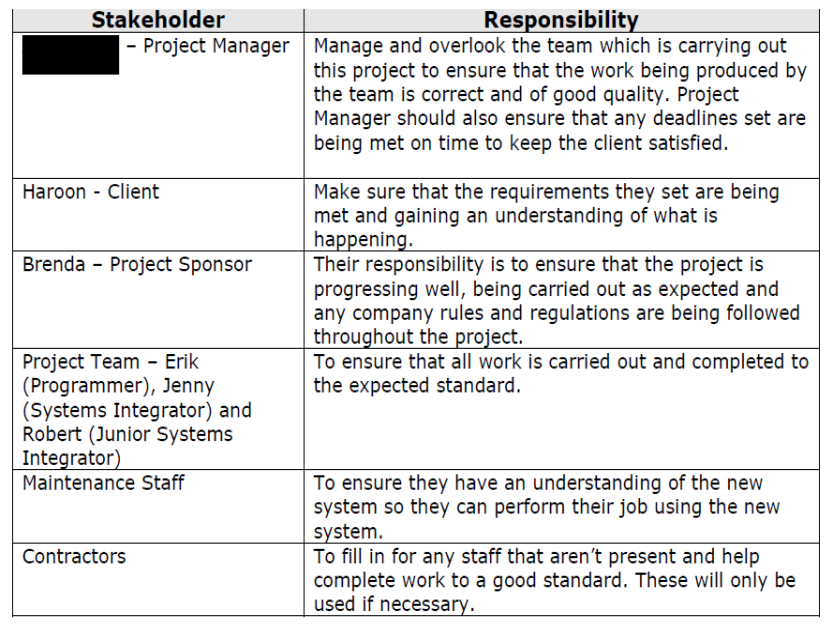 Stakeholder Responsibility
– Project Manager
Manage and overlook the team which is carrying out
this project to ensure that the work being produced by
the team is correct and of good quality. Project
Manager should also ensure that any deadlines set are
being met on time to keep the client satisfied.
Haroon - Client
Make sure that the requirements they set are being
met and gaining an understanding of what is
happening.
Brenda – Project Sponsor
Their responsibility is to ensure that the project is
progressing well, being carried out as expected and
any company rules and regulations are being followed
throughout the project.
Project Team – Erik
(Programmer), Jenny
(Systems Integrator) and
Robert (Junior Systems
Integrator)
To ensure that all work is carried out and completed to
the expected standard.
Maintenance Staff
To ensure they have an understanding of the new
system so they can perform their job using the new
system.
Contractors
To fill in for any staff that aren’t present and help
complete work to a good standard. These will only be
used if necessary.